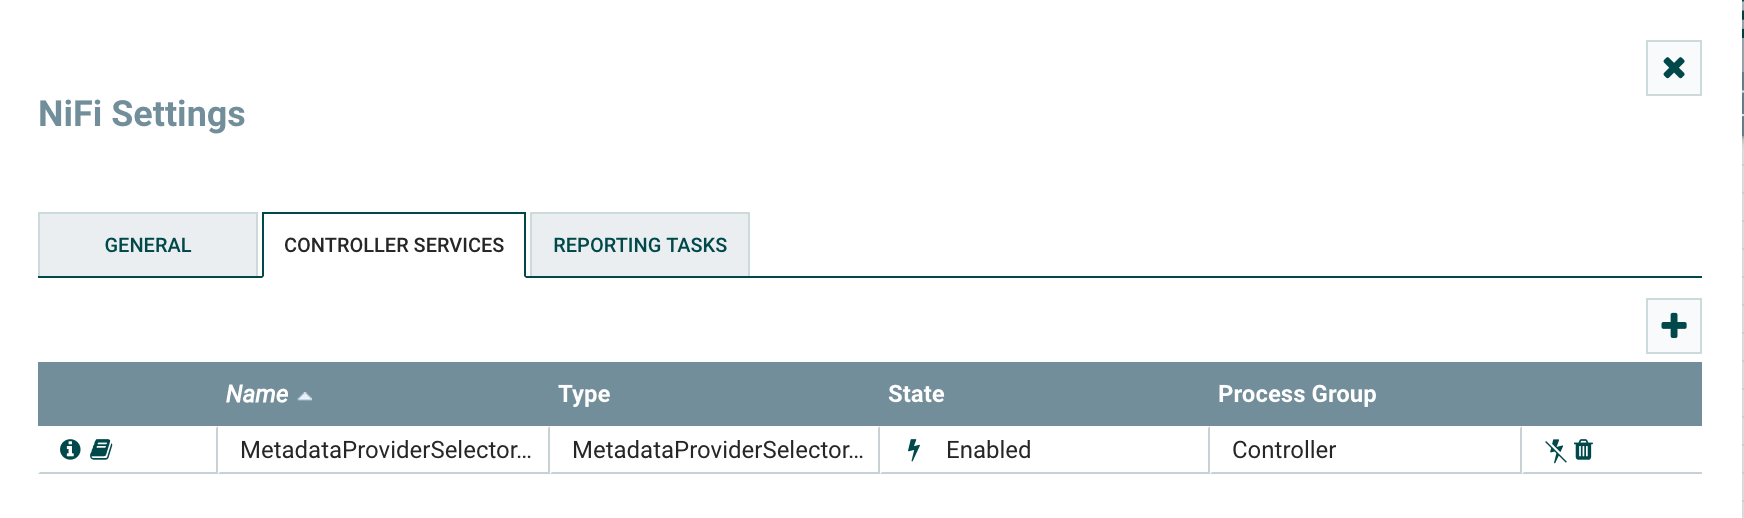 NiFi Settings
GENERAL
CONTROLLER SERVICES
REPORTING TASKS
Name Type State Process Group
MetadataProviderSelector... MetadataProviderSelector... Enabled Controller